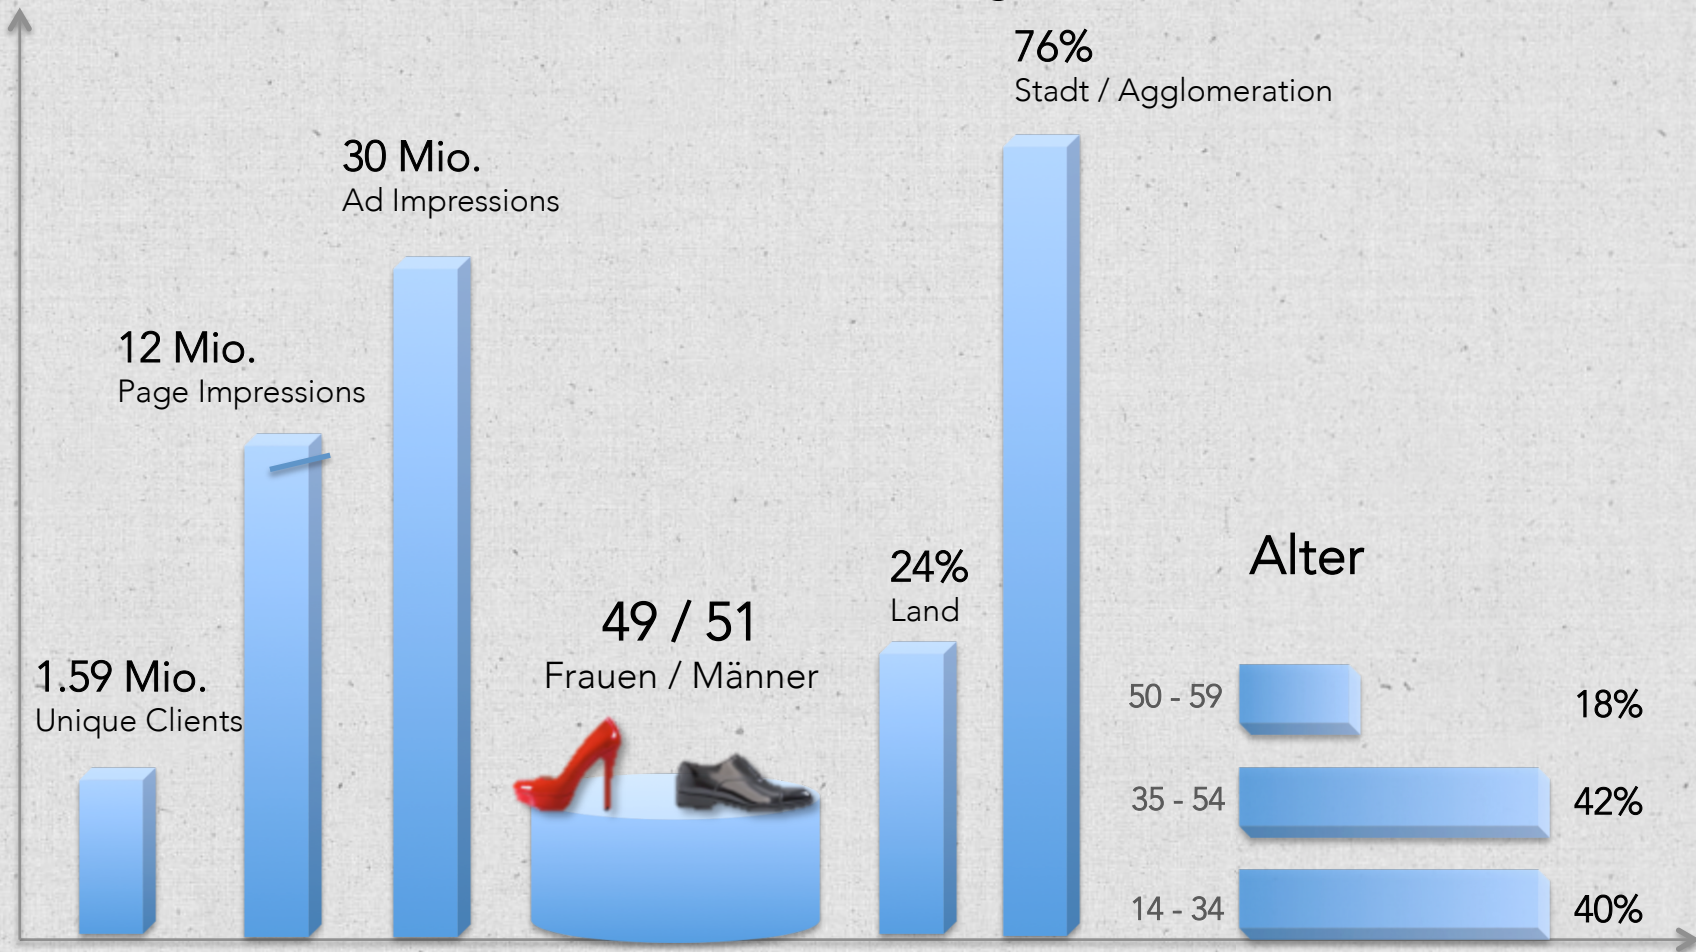 76%
Stadt / Agglomeration
30 Mio.
Ad Impressions
12 Mio.
Page Impressions
24%
Land
Alter
49 / 51
Frauen / Männer
1.59 Mio.
Unique Clients
50 - 59
18%
35 - 54
42%
14 - 34
40%